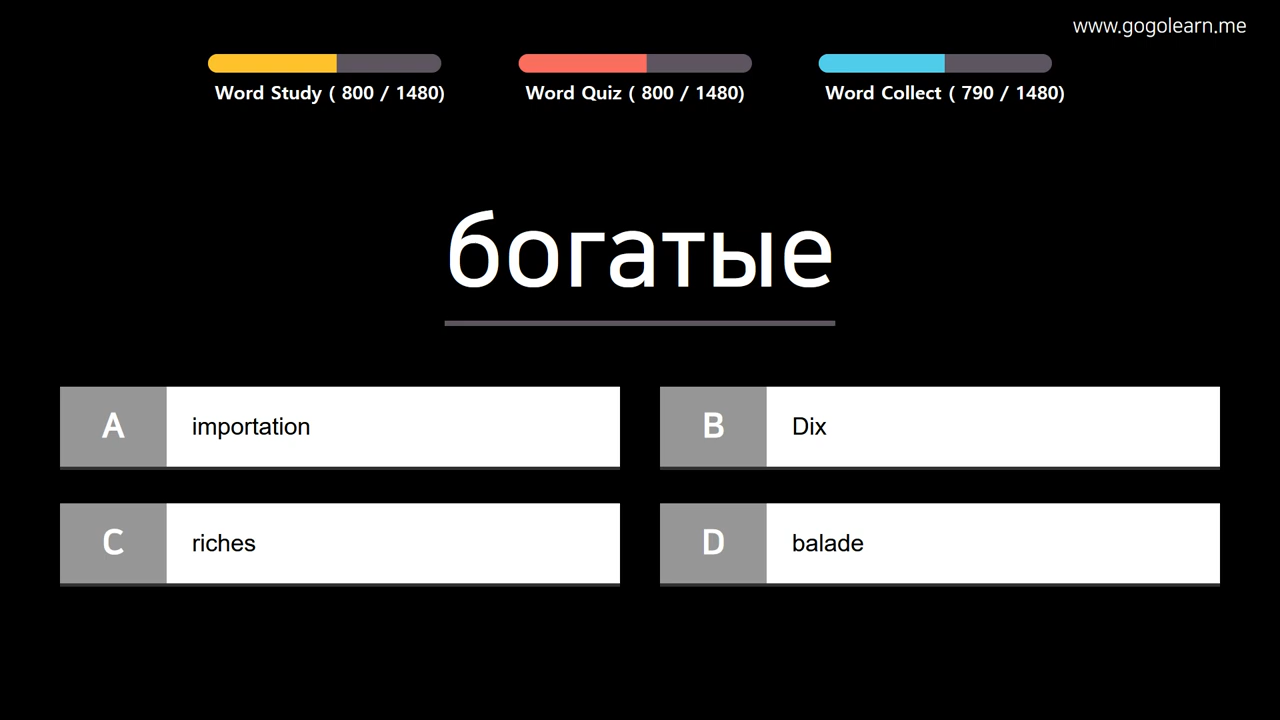 www.gogolearn.me
Word Study ( 800 / 1480)
Word Quiz ( 800 / 1480)
Word Collect ( 790 / 1480)
богатые
A importation
B Dix
C riches
D balade